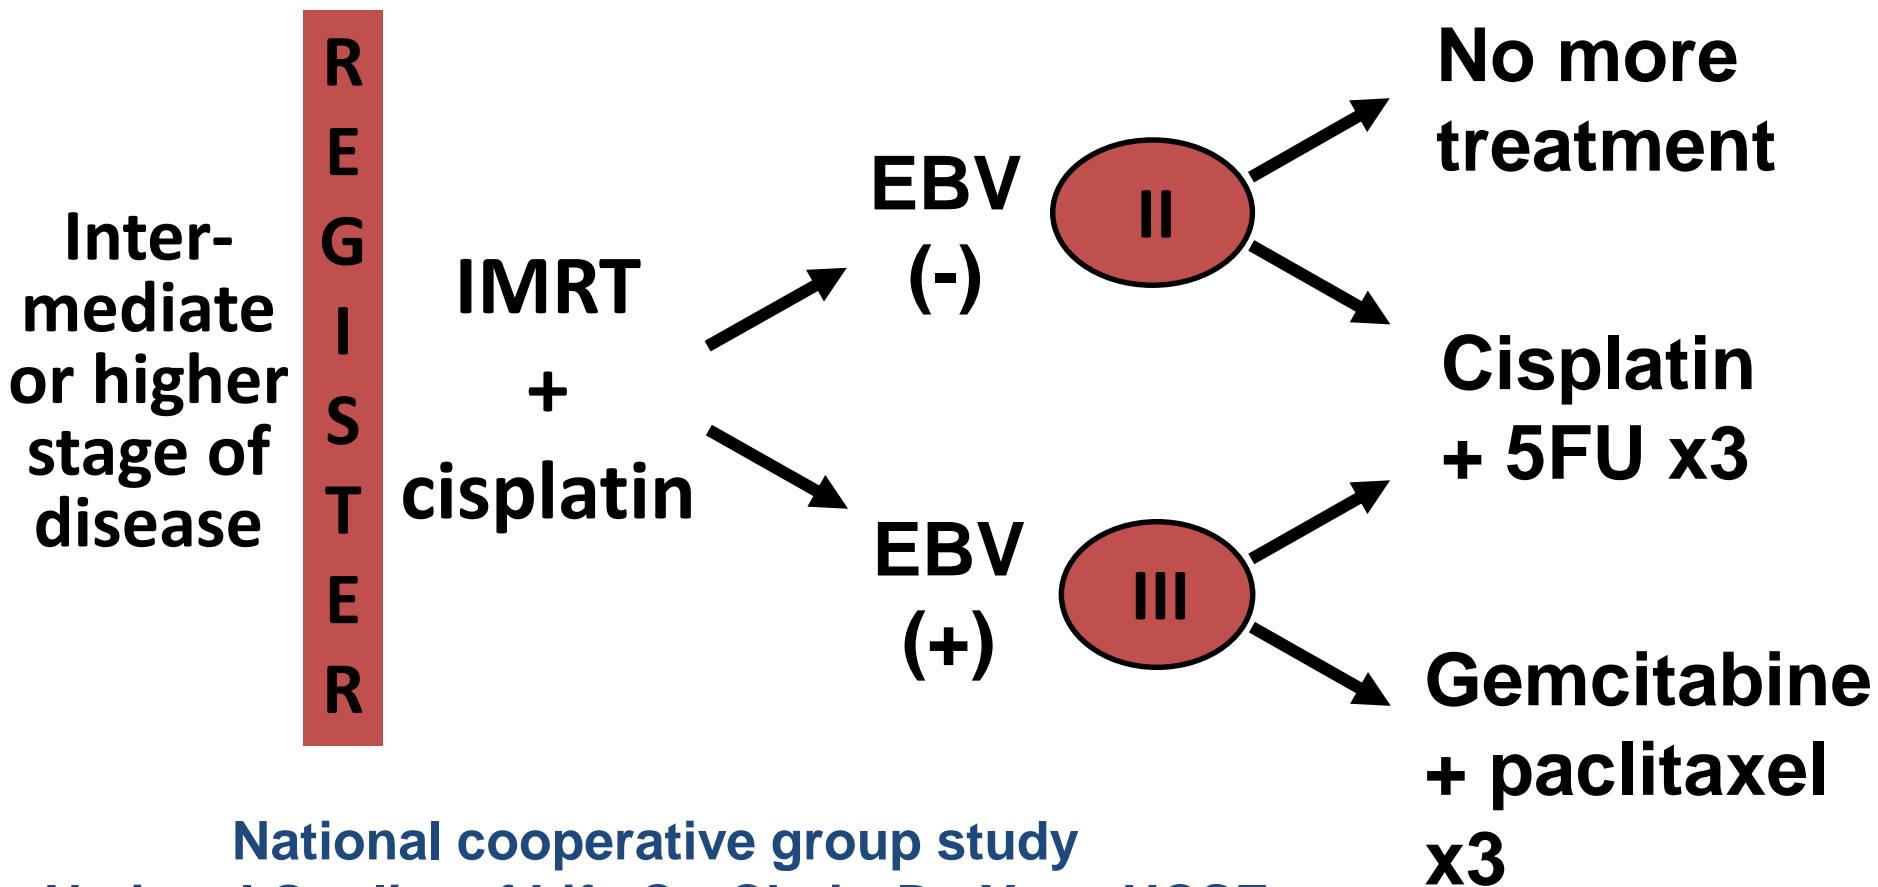 Inter-
mediate
or higher
stage of
disease
R
E
G
I
S
T
E
R
IMRT
+
cisplatin
EBV
(-)
II
No more
treatment
Cisplatin
+ 5FU x3
EBV
(+)
III
Gemcitabine
+ paclitaxel
x3
National cooperative group study